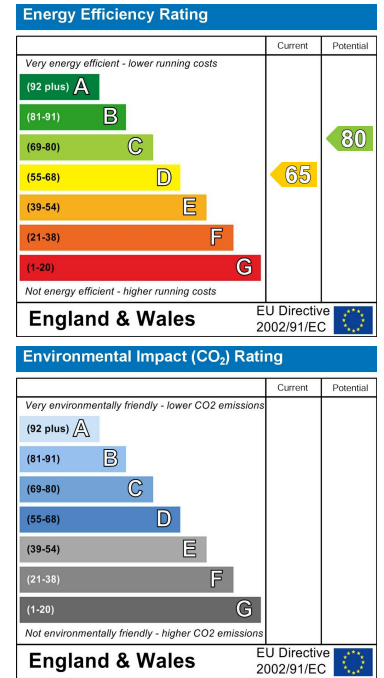 Energy Efficiency Rating
Current Potential
Very energy efficient - lower running costs
(92 plus) A
(81-91) B
(69-80) C
80
(55-68) D
65
(39-54) E
(21-38) F
(1-20) G
Not energy efficient - higher running costs
England & Wales
EU Directive
2002/91/EC
Environmental Impact (CO₂) Rating
Current Potential
Very environmentally friendly - lower CO2 emissions
(92 plus) A
(81-91) B
(69-80) C
(55-68) D
(39-54) E
(21-38) F
(1-20) G
Not environmentally friendly - higher CO2 emissions
England & Wales
EU Directive
2002/91/EC